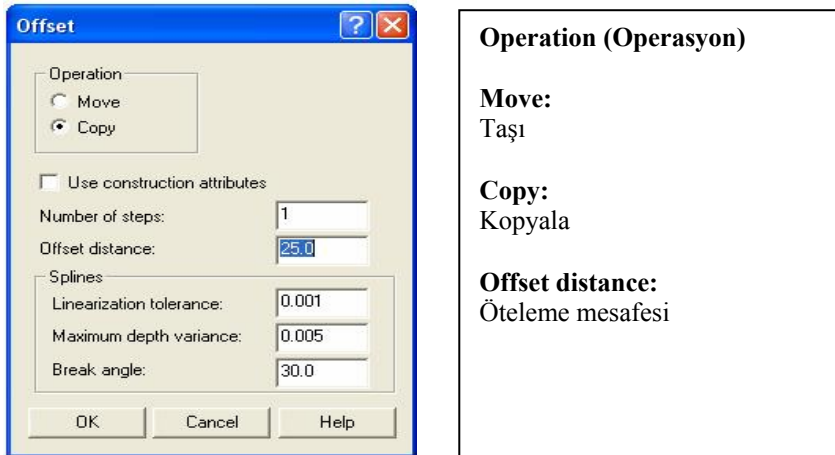 Offset
Operation
Move
Copy
Use construction attributes
Number of steps: 1
Offset distance: 25.0
Splines
Linearization tolerance: 0.001
Maximum depth variance: 0.005
Break angle: 30.0
OK Cancel Help
Operation (Operasyon)
Move:
Taşı
Copy:
Kopyala
Offset distance:
Öteleme mesafesi